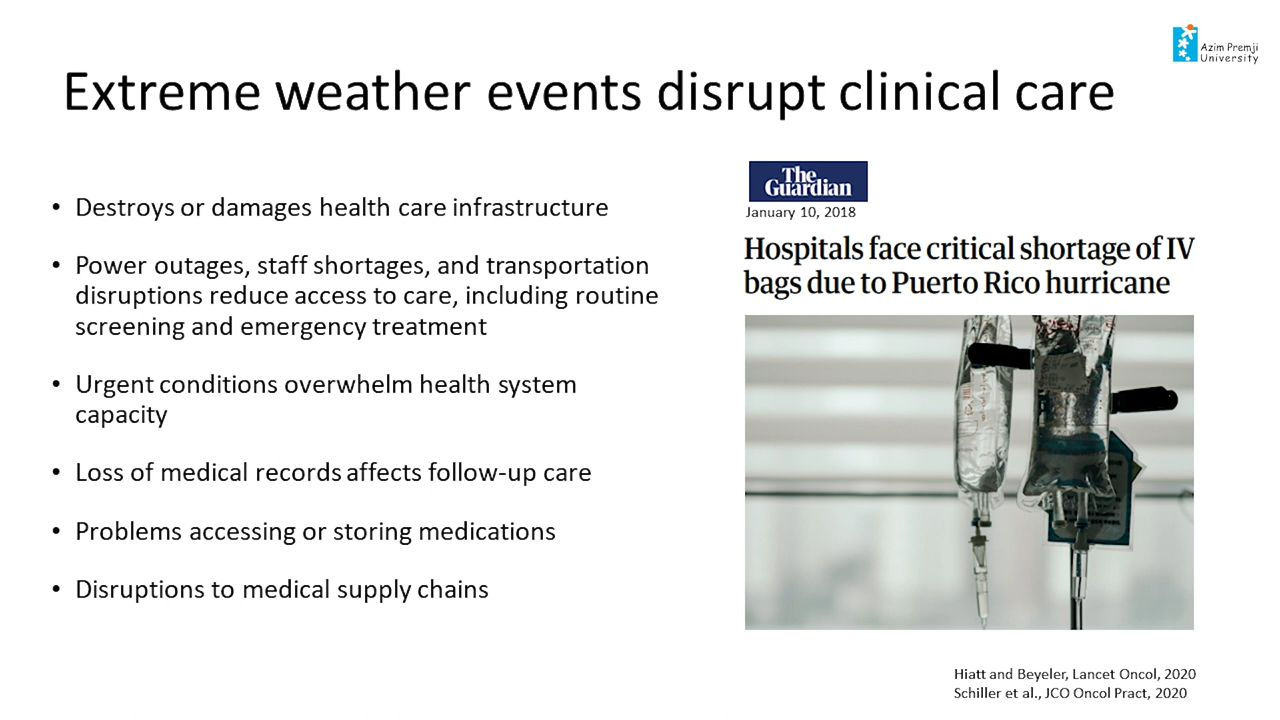 Azim Premji
University
Extreme weather events disrupt clinical care
• Destroys or damages health care infrastructure
• Power outages, staff shortages, and transportation
disruptions reduce access to care, including routine
screening and emergency treatment
• Urgent conditions overwhelm health system
capacity
• Loss of medical records affects follow-up care
• Problems accessing or storing medications
• Disruptions to medical supply chains
The
Guardian
January 10, 2018
Hospitals face critical shortage of IV
bags due to Puerto Rico hurricane
Hiatt and Beyeler, Lancet Oncol, 2020
Schiller et al., JCO Oncol Pract, 2020